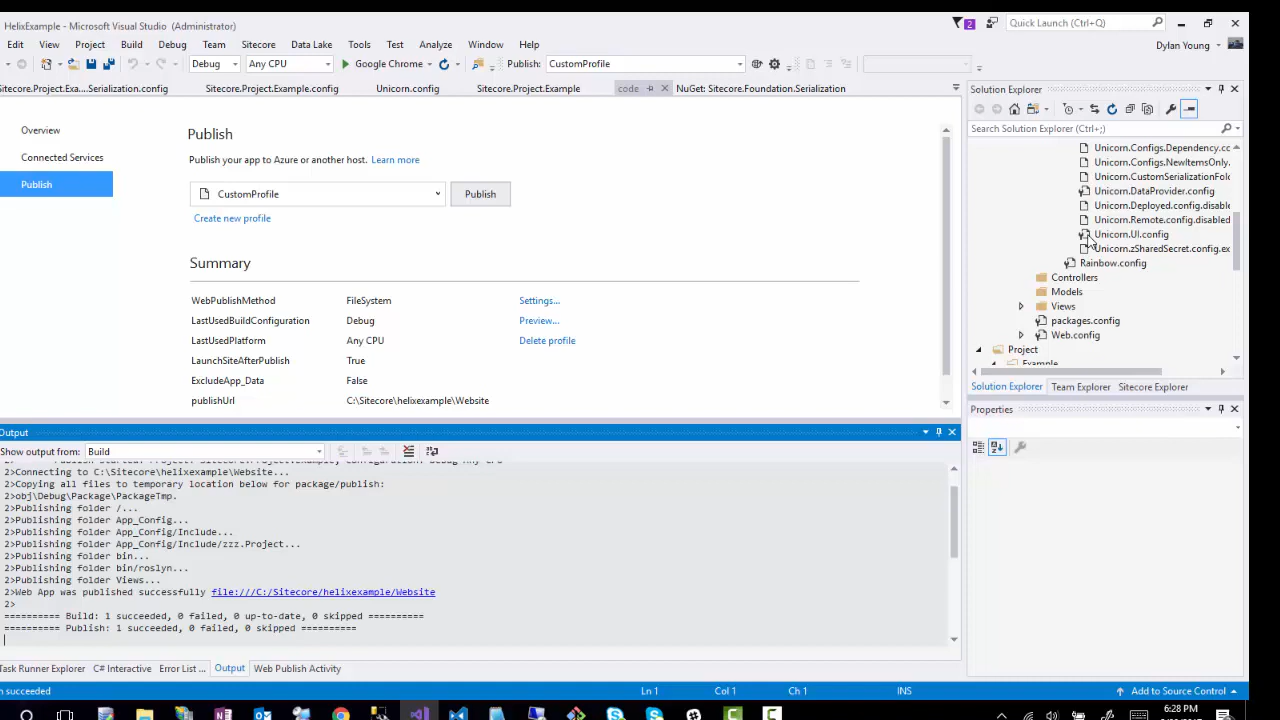 HelixExample - Microsoft Visual Studio (Administrator)
2
Quick Launch (Ctrl+Q)
Edit View Project Build Debug Team Sitecore Data Lake Tools Test Analyze Window Help
Dylan Young
Debug Any CPU Google Chrome Publish: CustomProfile
Sitecore.Project.Exa....Serialization.config Sitecore.Project.Example.config Unicorn.config Sitecore.Project.Example code NuGet: Sitecore.Foundation.Serialization
Overview
Connected Services
Publish
Publish
Publish your app to Azure or another host. Learn more
CustomProfile Publish
Create new profile
Summary
WebPublishMethod FileSystem Settings...
LastUsedBuildConfiguration Debug Preview...
LastUsedPlatform Any CPU Delete profile
LaunchSiteAfterPublish True
ExcludeApp_Data False
publishUrl C:\Sitecore\helixexample\Website
Solution Explorer
Search Solution Explorer (Ctrl+;)
Unicorn.Configs.Dependency.cc
Unicorn.Configs.NewItemsOnly.
Unicorn.CustomSerializationFold
Unicorn.DataProvider.config
Unicorn.Deployed.config.disable
Unicorn.Remote.config.disabled
Unicorn.UI.config
Unicorn.zSharedSecret.config.ex
Rainbow.config
Controllers
Models
Views
packages.config
Web.config
Project
Example
Solution Explorer Team Explorer Sitecore Explorer
Properties
Output
Show output from: Build
2>Connecting to C:\Sitecore\helixexample\Website...
2>Copying all files to temporary location below for package/publish:
2>obj\Debug\Package\PackageTmp.
2>Publishing folder /...
2>Publishing folder App_Config...
2>Publishing folder App_Config/Include...
2>Publishing folder App_Config/Include/zzz.Project...
2>Publishing folder bin...
2>Publishing folder bin/roslyn...
2>Publishing folder Views...
2>Web App was published successfully file:///C:/Sitecore/helixexample/Website
2>
========== Build: 1 succeeded, 0 failed, 0 up-to-date, 0 skipped ==========
========== Publish: 1 succeeded, 0 failed, 0 skipped ==========
Task Runner Explorer C# Interactive Error List ... Output Web Publish Activity
succeeded Ln 1 Col 1 Ch 1 INS Add to Source Control
6:28 PM